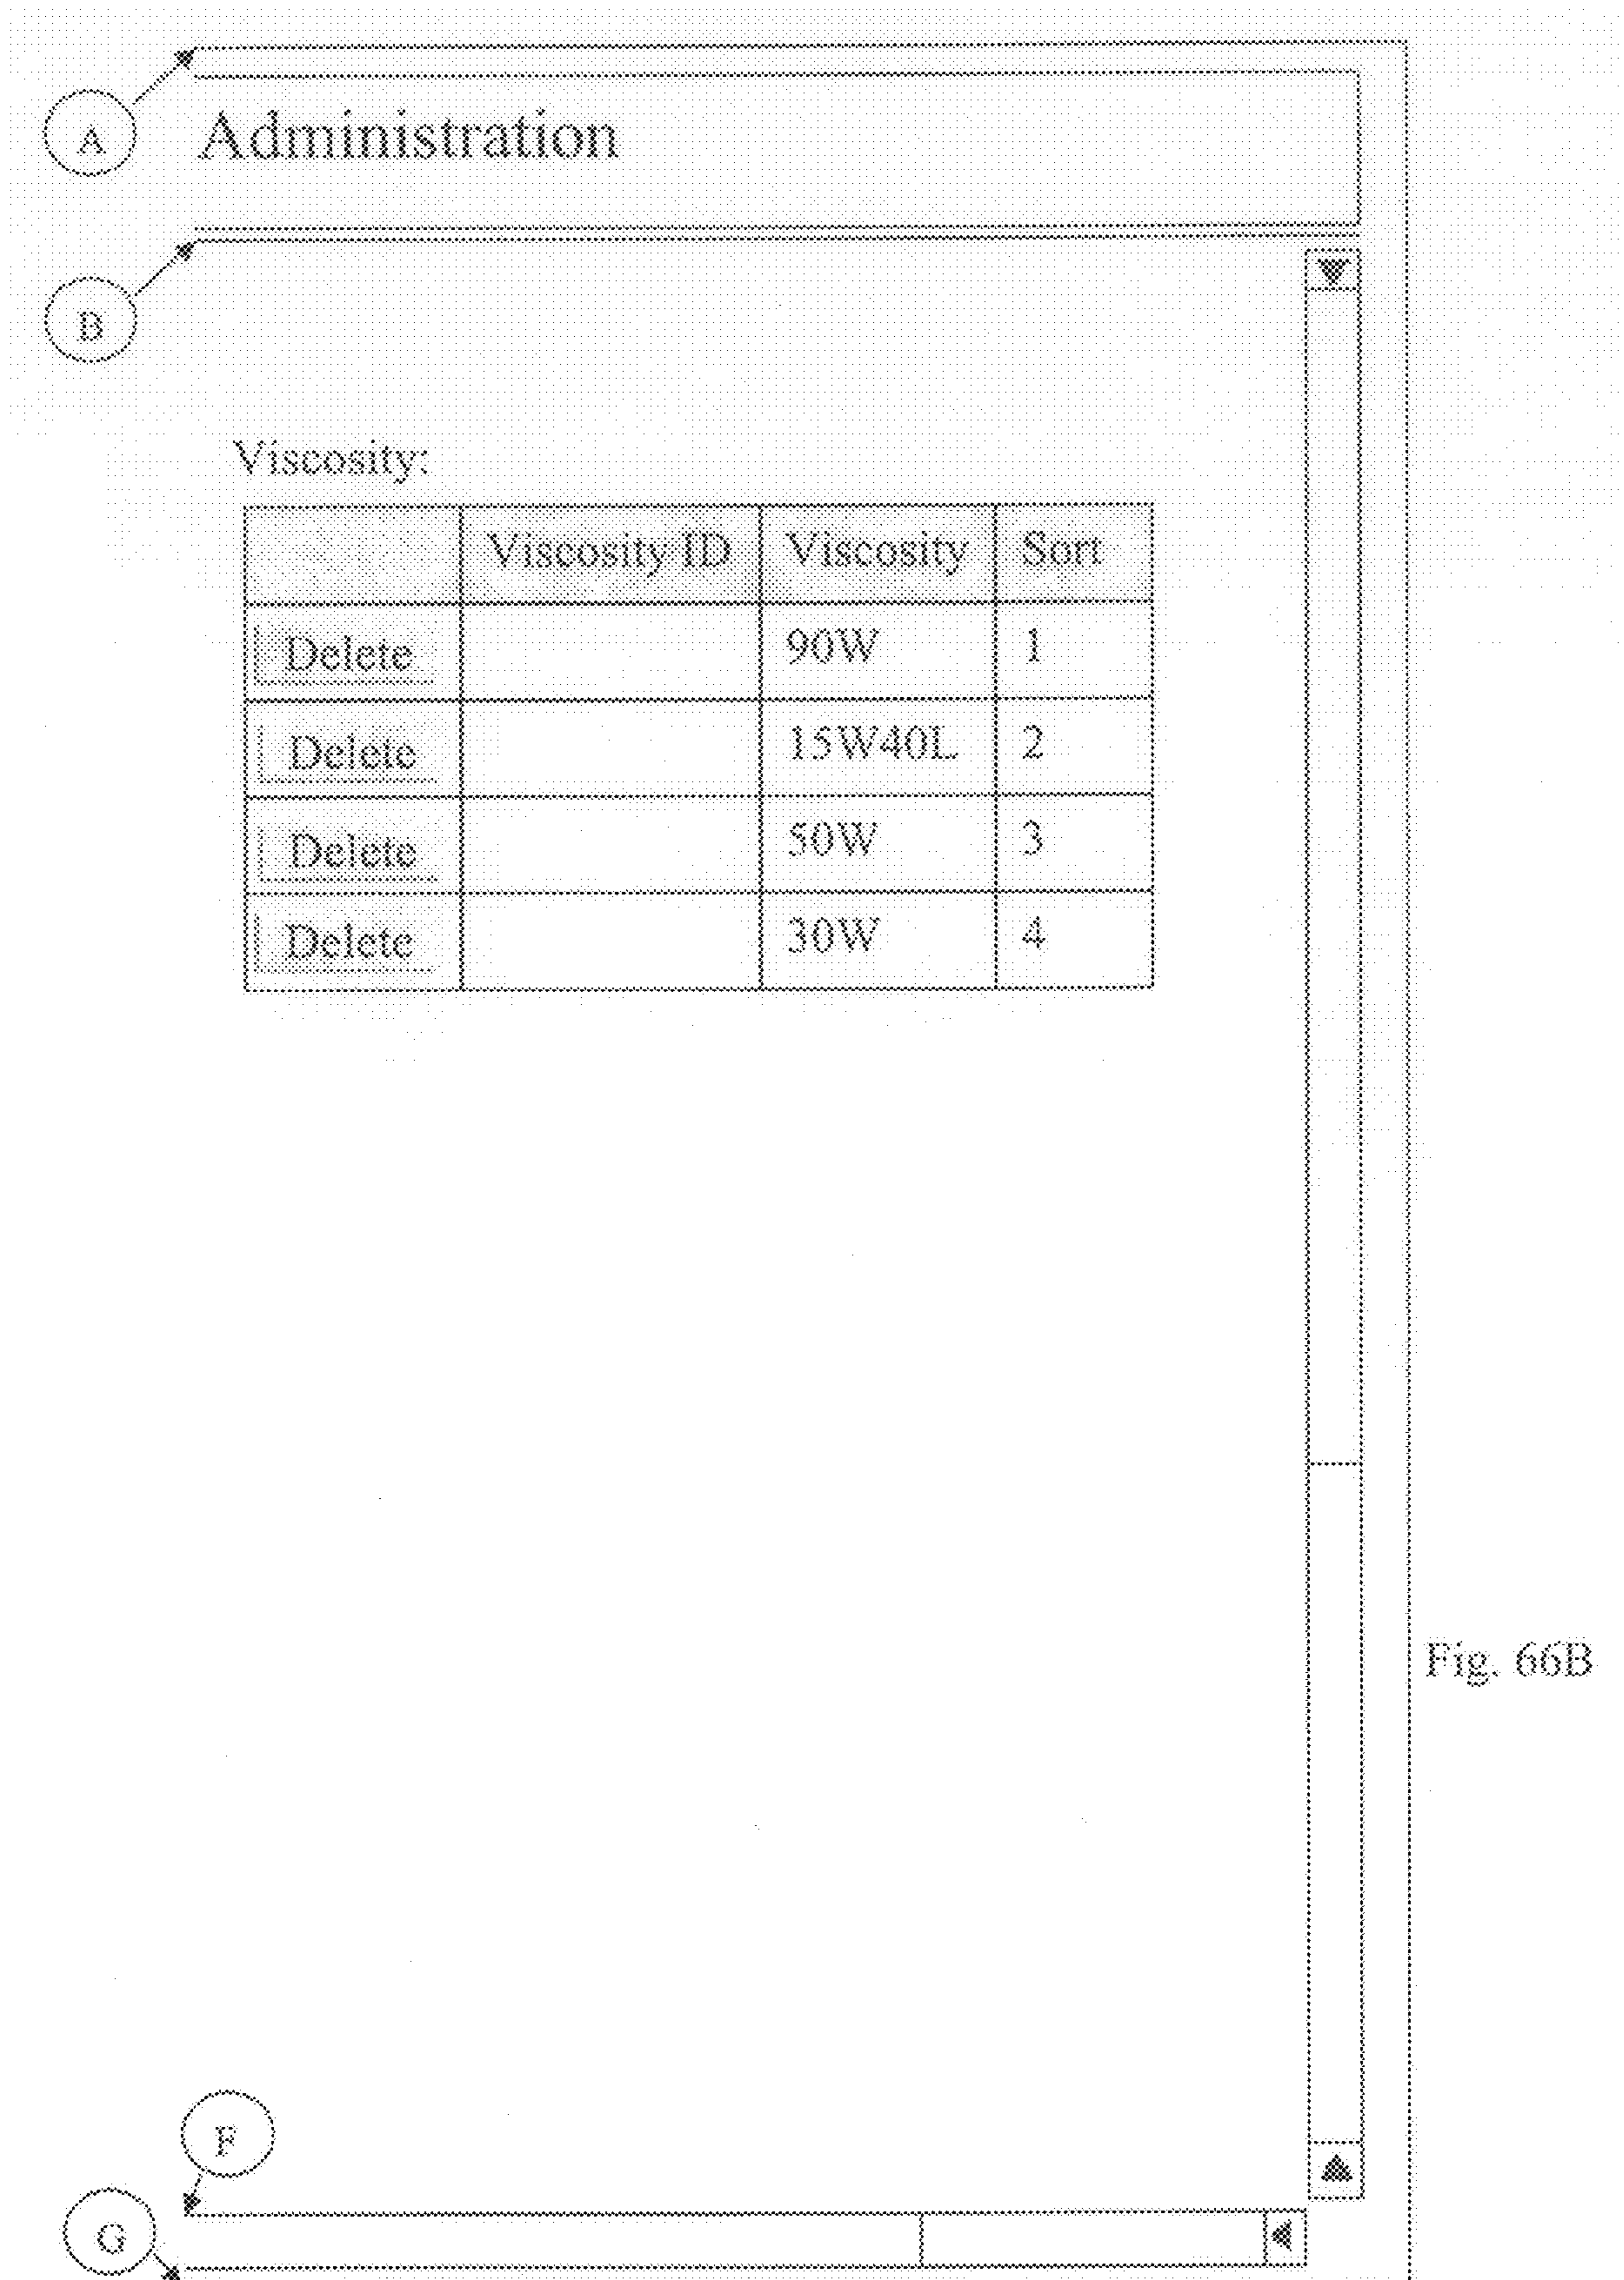 A
Administration
B
Viscosity:
Viscosity ID Viscosity Sort
Delete 90W 1
Delete 15W40L 2
Delete 50W 3
Delete 30W 4
Fig. 66B
F
G